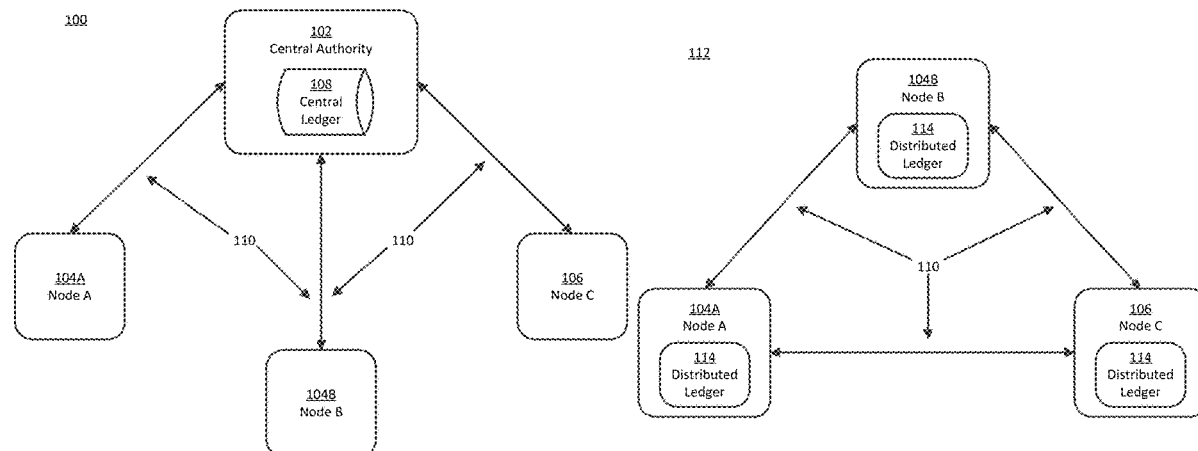 100
102
Central Authority
108
Central
Ledger
110
110
104A
Node A
106
Node C
104B
Node B
112
104B
Node B
114
Distributed
Ledger
110
104A
Node A
114
Distributed
Ledger
106
Node C
114
Distributed
Ledger